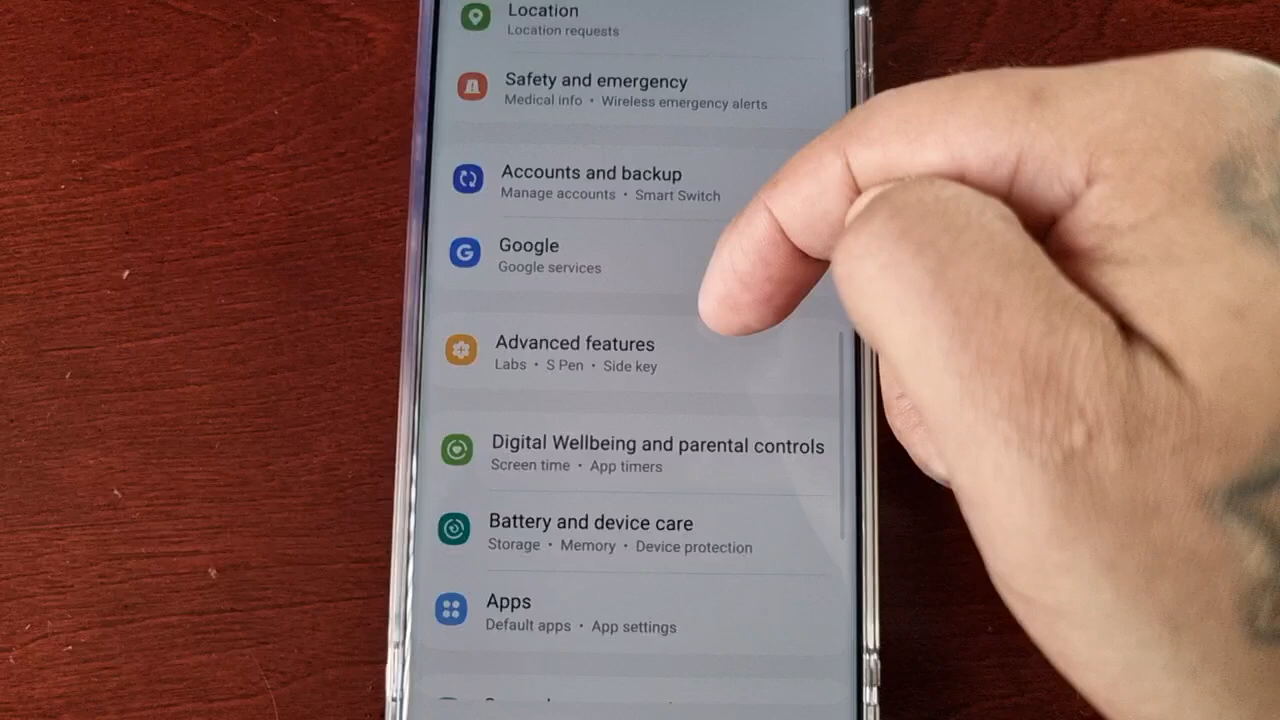 Location
Location requests
Safety and emergency
Medical info • Wireless emergency alerts
Accounts and backup
Manage accounts • Smart Switch
Google
Google services
Advanced features
Labs • S Pen • Side key
Digital Wellbeing and parental controls
Screen time • App timers
Battery and device care
Storage • Memory • Device protection
Apps
Default apps • App settings